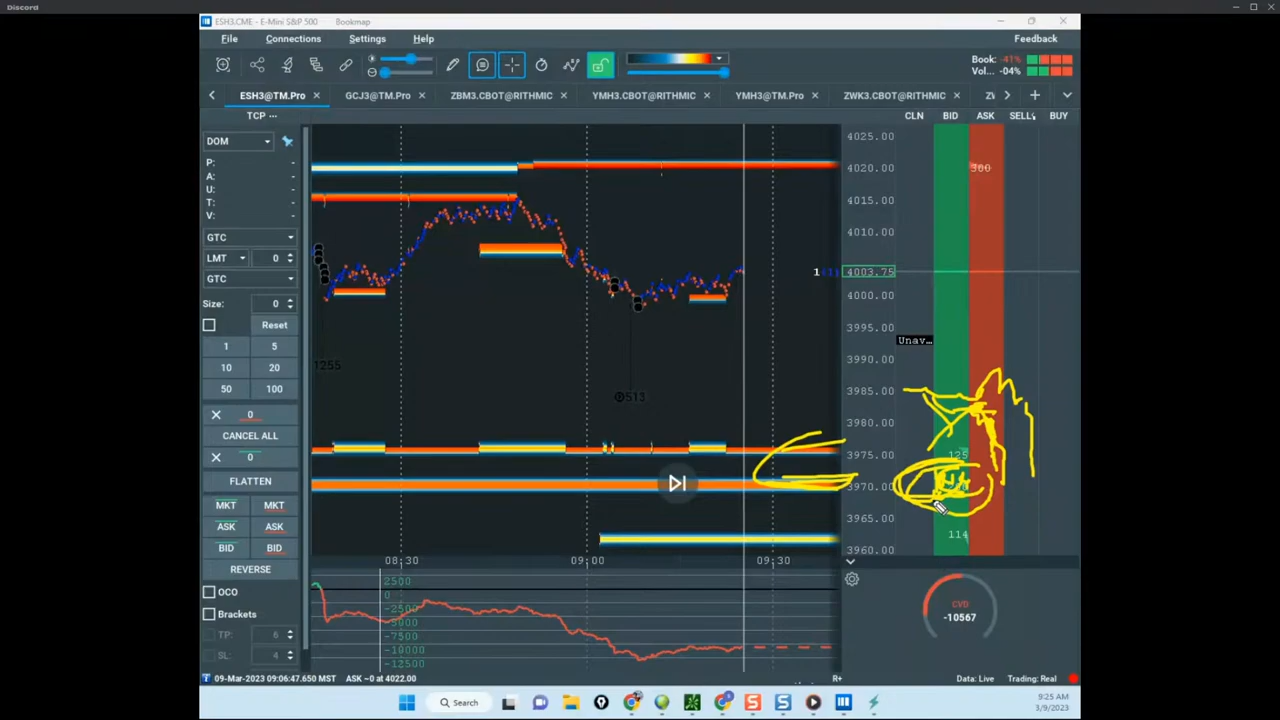 Discord
ESH3.CME - E-Mini S&P 500 Bookmap
File Connections Settings Help Feedback
Book: -41%
Vol... -04%
ESH3@TM.Pro GCJ3@TM.Pro ZBM3.CBOT@RITHMIC YMH3.CBOT@RITHMIC YMH3@TM.Pro ZWK3.CBOT@RITHMIC
TCP ... CLN BID ASK SELL BUY
DOM
P: -
A: -
U: -
T: -
V: -
GTC
LMT 0
GTC
Size: 0
Reset
1 5
10 20
50 100
0
CANCEL ALL
0
FLATTEN
MKT MKT
ASK ASK
BID BID
REVERSE
OCO
Brackets
TP: 6
SL: 4
4025.00
4020.00 300
4015.00
4010.00
1 4003.75
4000.00
3995.00
Unav...
3990.00
1255
3985.00
513
3980.00
3975.00 125
3970.00
3965.00
114
3960.00
08:30 09:00 09:30
2500
0
-2500
-5000
-7500
-10000
-12500
CVD
-10567
09-Mar-2023 09:06:47.650 MST ASK ~0 at 4022.00 R+ Data: Live Trading: Real
Search
9:25 AM
3/9/2023